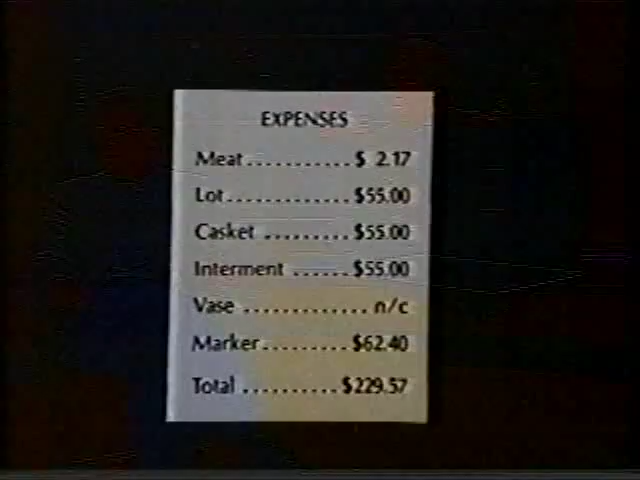 EXPENSES
Meat...........$ 2.17
Lot.............$55.00
Casket .........$55.00
Interment ......$55.00
Vase ............. n/c
Marker.........$62.40
Total ..........$229.57